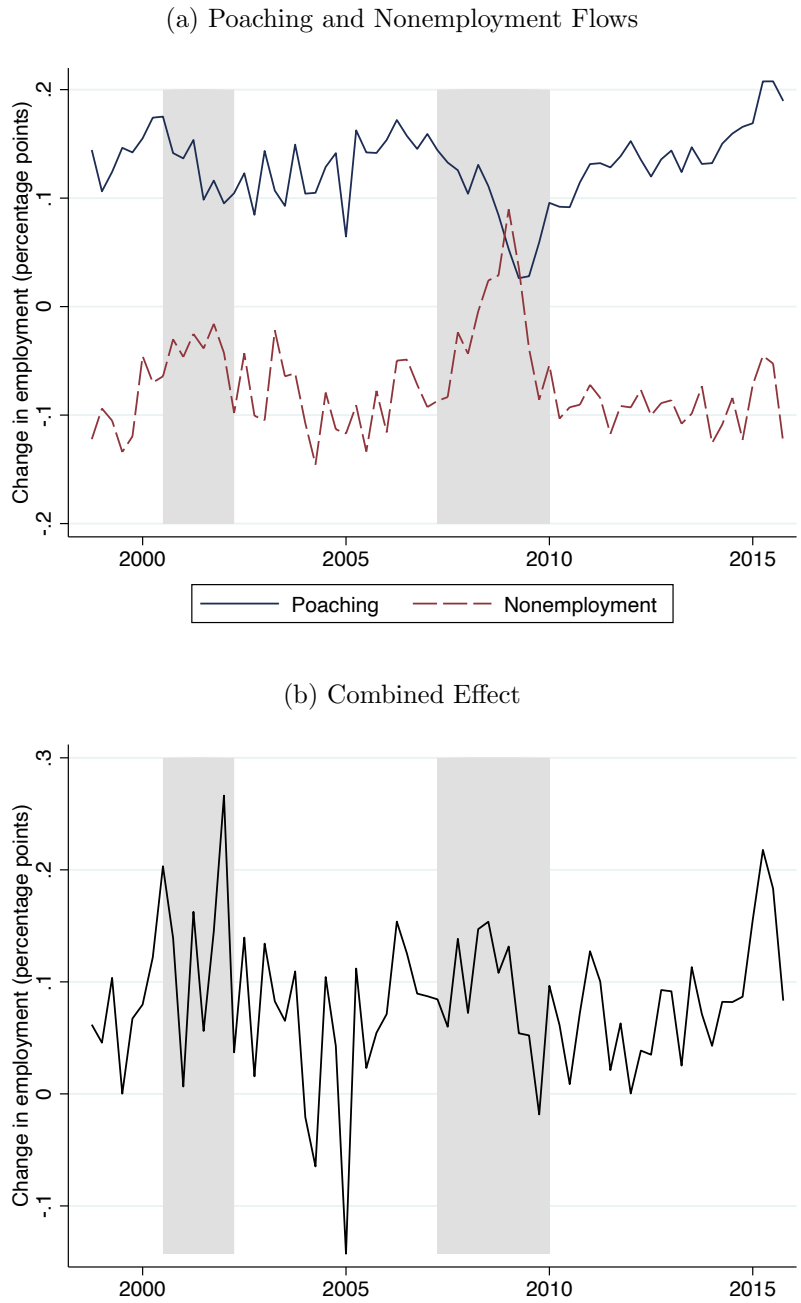 (a) Poaching and Nonemployment Flows
Change in employment (percentage points)
.2
.1
0
-.1
-.2
2000 2005 2010 2015
Poaching Nonemployment
(b) Combined Effect
Change in employment (percentage points)
.3
.2
.1
0
-.1
2000 2005 2010 2015